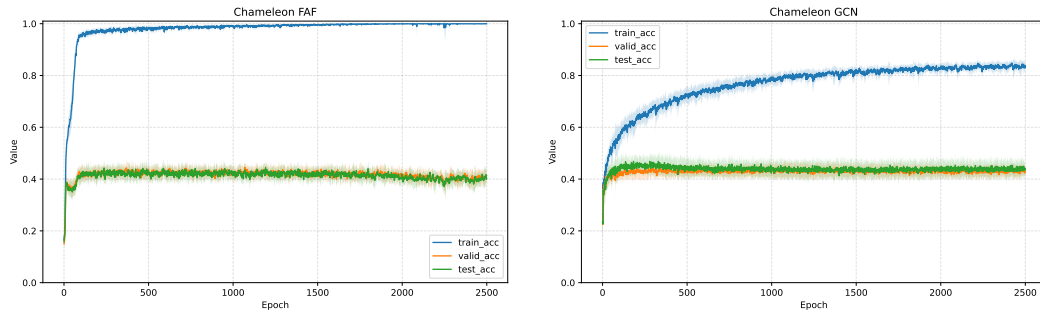 Chameleon FAF
Value
1.0
0.8
0.6
0.4
0.2
0.0
train_acc
valid_acc
test_acc
0 500 1000 1500 2000 2500
Epoch
Chameleon GCN
Value
1.0
0.8
0.6
0.4
0.2
0.0
train_acc
valid_acc
test_acc
0 500 1000 1500 2000 2500
Epoch